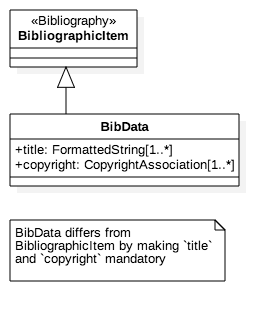 «Bibliography»
BibliographicItem
BibData
+title: FormattedString[1..*]
+copyright: CopyrightAssociation[1..*]
BibData differs from
BibliographicItem by making `title`
and `copyright` mandatory